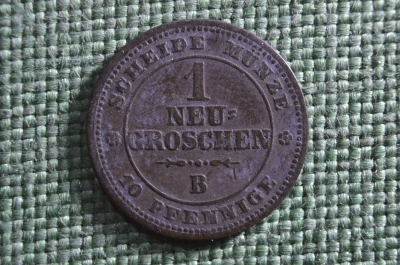 SCHEIDE MÜNZE
1
NEU=
GROSCHEN
B
10 PFENNIGE